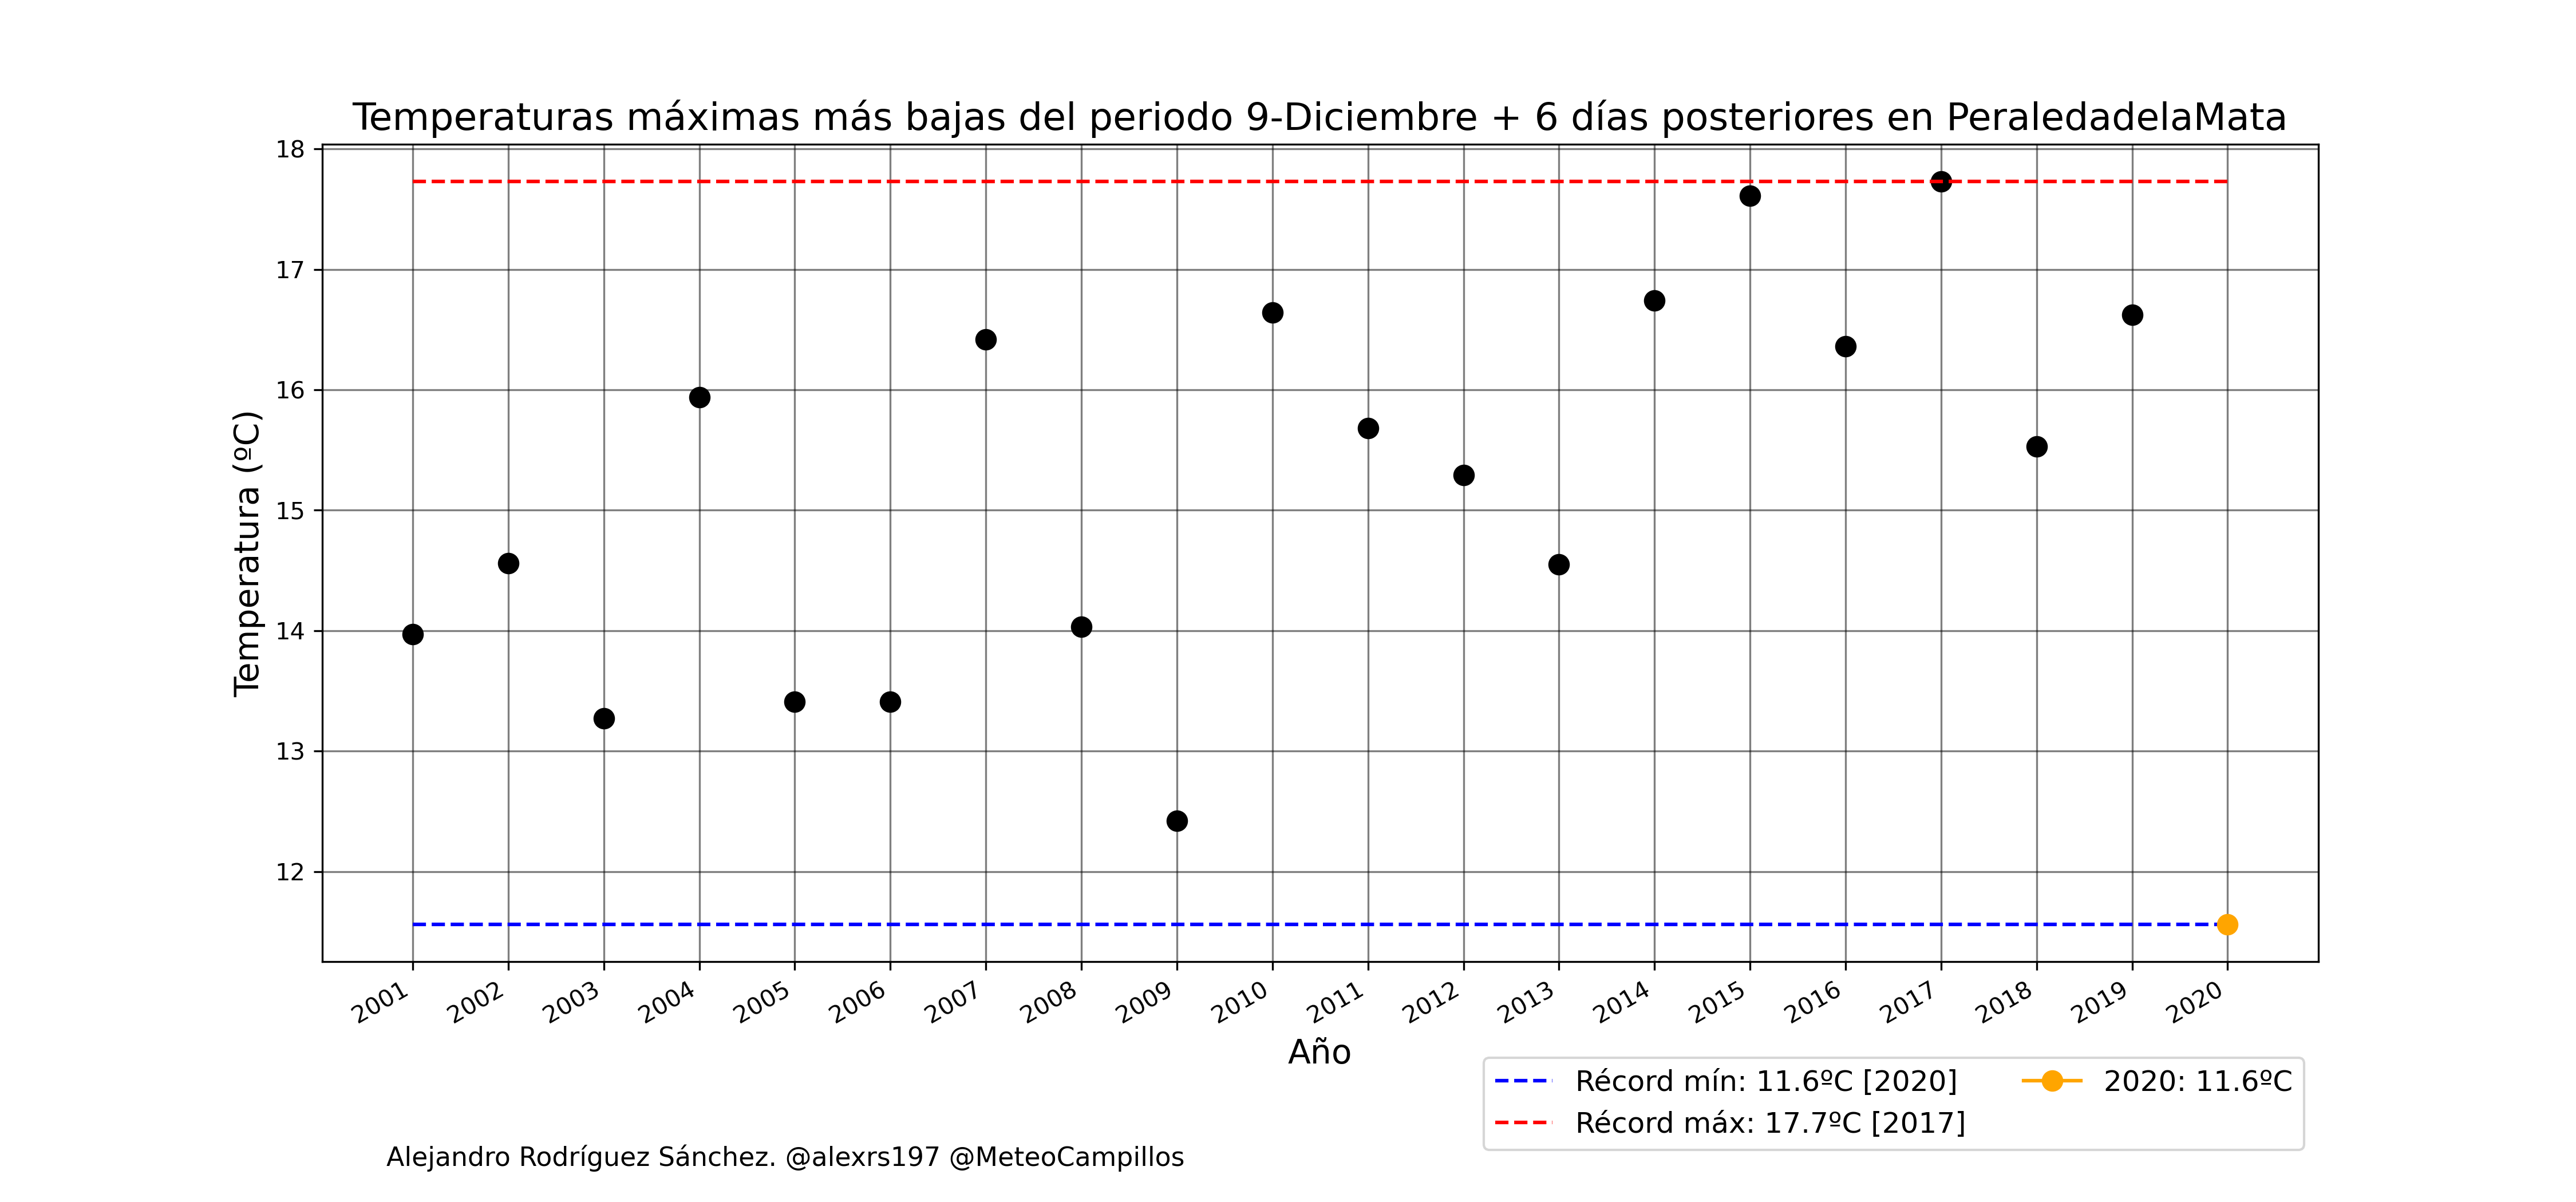 Temperaturas máximas más bajas del periodo 9-Diciembre + 6 días posteriores en PeraledadelaMata
18
17
16
15
14
13
12
Temperatura (ºC)
2001 2002 2003 2004 2005 2006 2007 2008 2009 2010 2011 2012 2013 2014 2015 2016 2017 2018 2019 2020
Año
Récord mín: 11.6ºC [2020] 2020: 11.6ºC
Récord máx: 17.7ºC [2017]
Alejandro Rodríguez Sánchez. @alexrs197 @MeteoCampillos